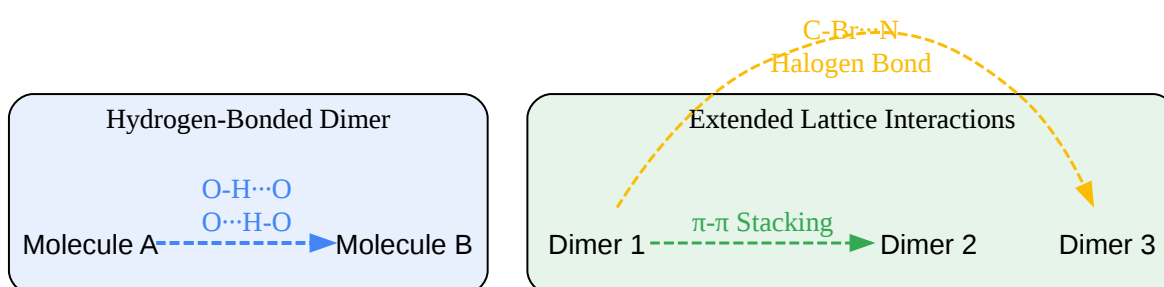 Hydrogen-Bonded Dimer
O-H···O
O···H-O
Molecule A
Molecule B
C-Br···N
Halogen Bond
Extended Lattice Interactions
π-π Stacking
Dimer 1
Dimer 2
Dimer 3